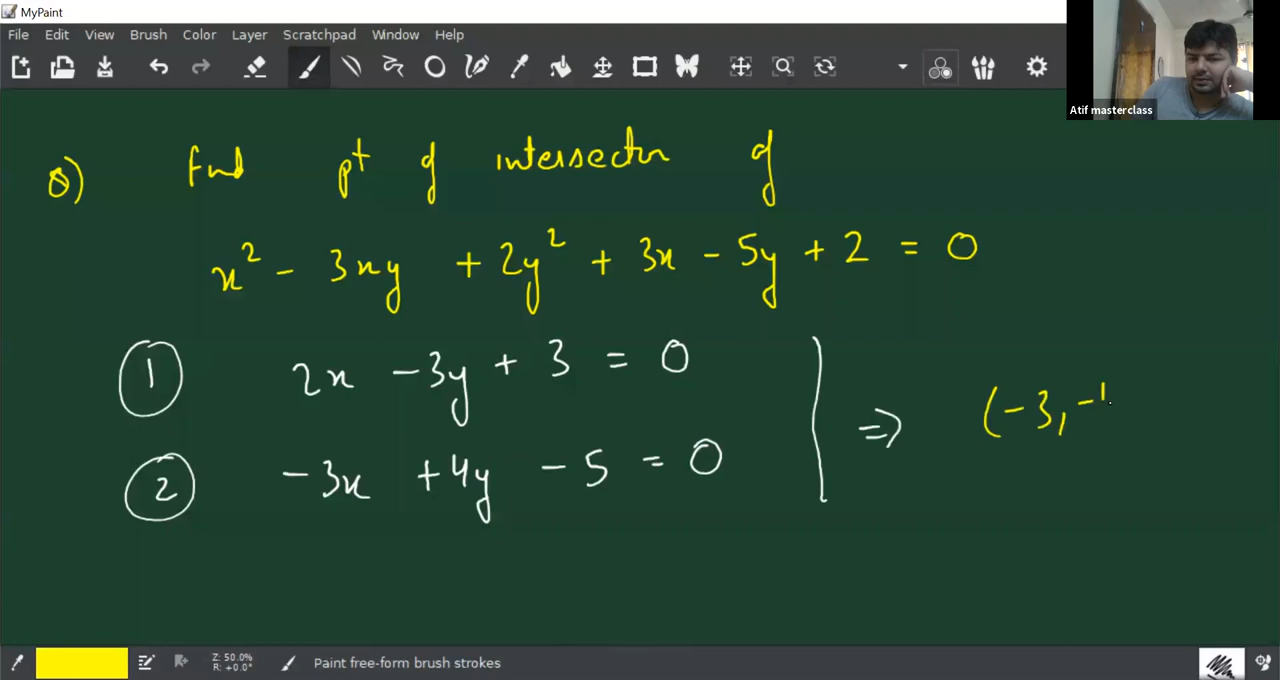 MyPaint
File Edit View Brush Color Layer Scratchpad Window Help
Atif masterclass
Q) Find pt of intersection of
x² - 3xy + 2y² + 3x - 5y + 2 = 0
① 2x - 3y + 3 = 0
② -3x + 4y - 5 = 0
⇒ (-3, -1
Z: 50.0%
R: +0.0°
Paint free-form brush strokes